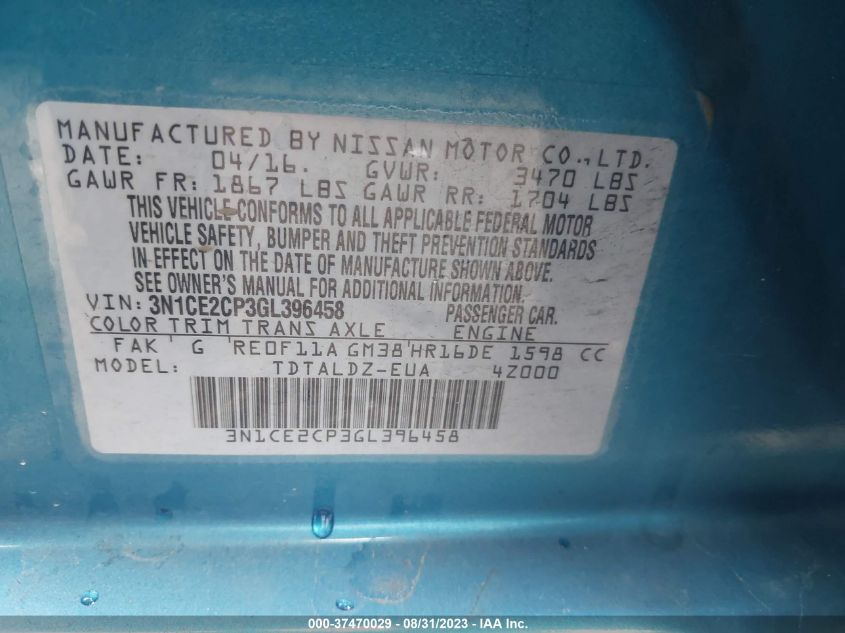 MANUFACTURED BY NISSAN MOTOR CO., LTD.
DATE: 04/16. GVWR: 3470 LBS
GAWR FR: 1867 LBS GAWR RR: 1704 LBS
THIS VEHICLE CONFORMS TO ALL APPLICABLE FEDERAL MOTOR
VEHICLE SAFETY, BUMPER AND THEFT PREVENTION STANDARDS
IN EFFECT ON THE DATE OF MANUFACTURE SHOWN ABOVE.
SEE OWNER'S MANUAL FOR ADDITIONAL INFORMATION.
VIN: 3N1CE2CP3GL396458 PASSENGER CAR.
COLOR TRIM TRANS AXLE ENGINE
FAK G RE0F11A GM38 HR16DE 1598 CC
MODEL: TDTALDZ-EUA 4Z000
3N1CE2CP3GL396458
000-37470029 - 08/31/2023 - IAA Inc.